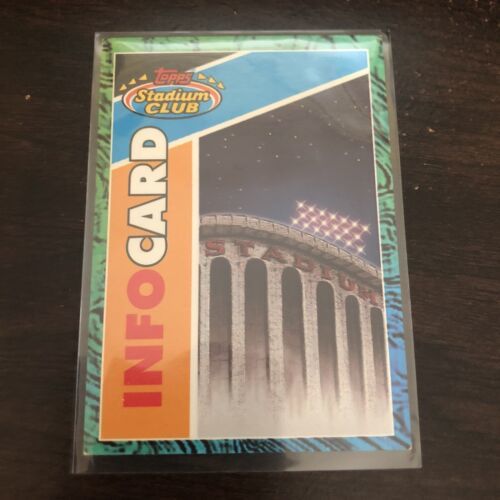 Topps
Stadium
CLUB
INFOCARD
STADIUM